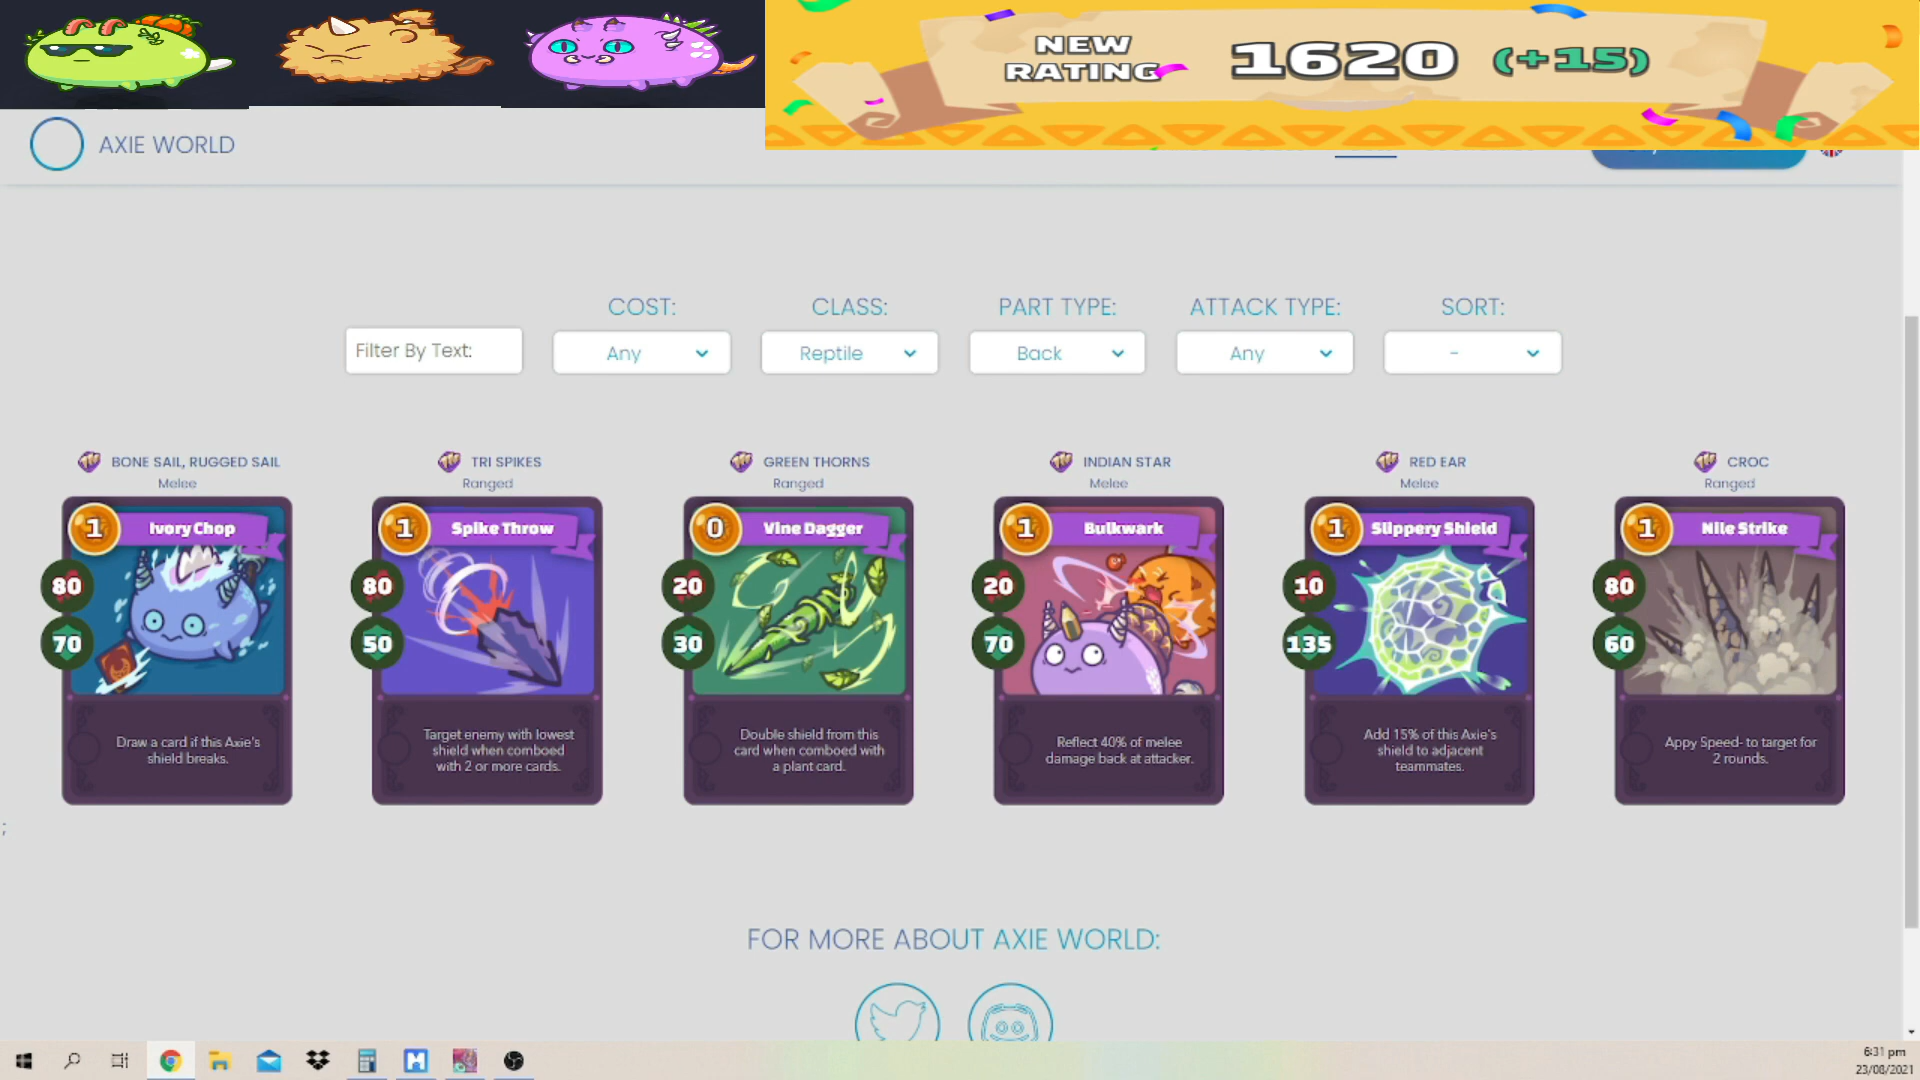 NEW
RATING
1620 (+15)
AXIE WORLD
COST:
CLASS:
PART TYPE:
ATTACK TYPE:
SORT:
Filter By Text:
Any
Reptile
Back
Any
-
BONE SAIL, RUGGED SAIL
Melee
1
Ivory Chop
80
70
Draw a card if this Axie's
shield breaks.
TRI SPIKES
Ranged
1
Spike Throw
80
50
Target enemy with lowest
shield when comboed
with 2 or more cards.
GREEN THORNS
Ranged
0
Vine Dagger
20
30
Double shield from this
card when comboed with
a plant card.
INDIAN STAR
Melee
1
Bulkwark
20
70
Reflect 40% of melee
damage back at attacker.
RED EAR
Melee
1
Slippery Shield
10
135
Add 15% of this Axie's
shield to adjacent
teammates.
CROC
Ranged
1
Nile Strike
80
60
Appy Speed- to target for
2 rounds.
;
FOR MORE ABOUT AXIE WORLD:
6:31 pm
23/08/2021